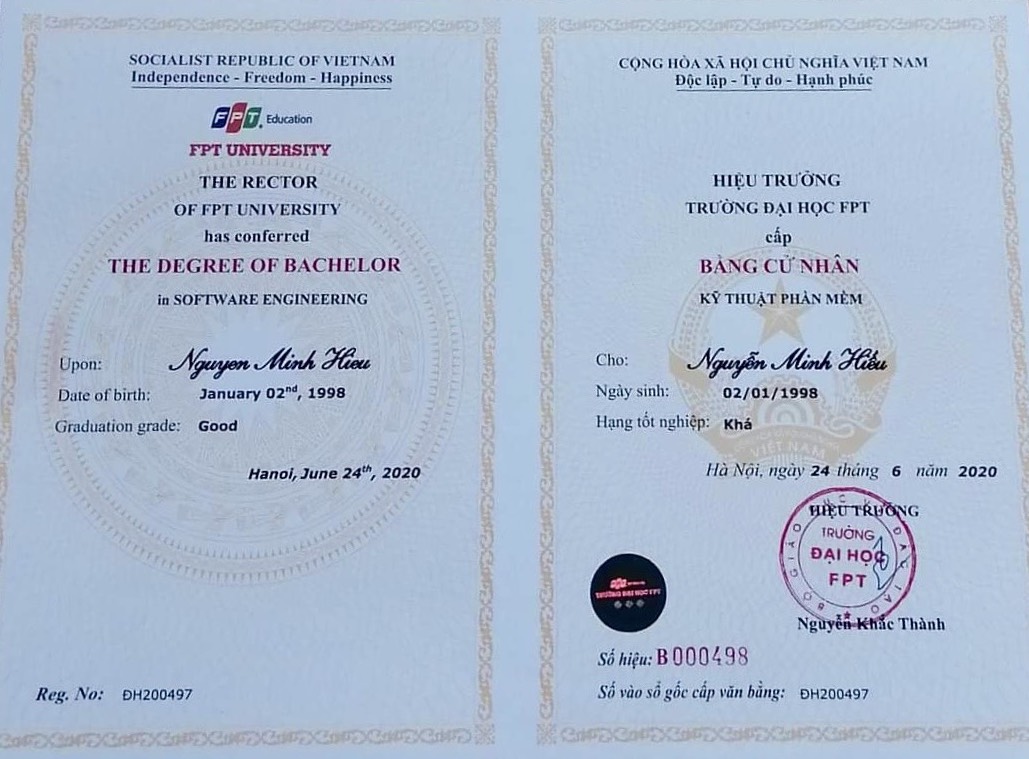 SOCIALIST REPUBLIC OF VIETNAM
Independence - Freedom - Happiness
FPT Education
FPT UNIVERSITY
THE RECTOR
OF FPT UNIVERSITY
has conferred
THE DEGREE OF BACHELOR
in SOFTWARE ENGINEERING
Upon: Nguyen Minh Hieu
Date of birth: January 02nd, 1998
Graduation grade: Good
Hanoi, June 24th, 2020
Reg. No: ĐH200497
CỘNG HÒA XÃ HỘI CHỦ NGHĨA VIỆT NAM
Độc lập - Tự do - Hạnh phúc
HIỆU TRƯỞNG
TRƯỜNG ĐẠI HỌC FPT
cấp
BẰNG CỬ NHÂN
KỸ THUẬT PHẦN MỀM
Cho: Nguyễn Minh Hiếu
Ngày sinh: 02/01/1998
Hạng tốt nghiệp: Khá
VIỆT NAM
Hà Nội, ngày 24 tháng 6 năm 2020
HIỆU TRƯỞNG
TRƯỜNG
ĐẠI HỌC
FPT
Nguyễn Khắc Thành
FPT
TRƯỜNG ĐẠI HỌC FPT
Số hiệu: B000498
Số vào sổ gốc cấp văn bằng: ĐH200497